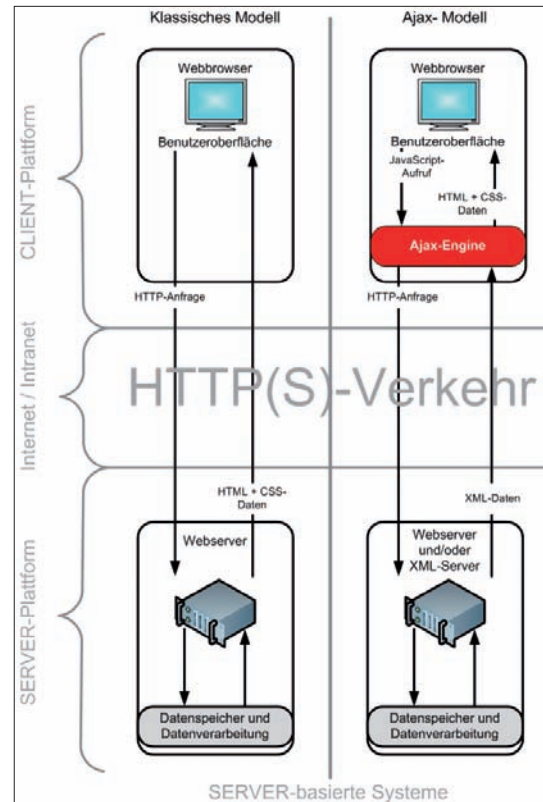 Klassisches Modell
Ajax- Modell
CLIENT-Plattform
Webbrowser
Benutzeroberfläche
HTTP-Anfrage
Webbrowser
Benutzeroberfläche
JavaScript-
Aufruf
HTML + CSS-
Daten
Ajax-Engine
HTTP-Anfrage
Internet / Intranet
HTTP(S)-Verkehr
SERVER-Plattform
HTML + CSS-
Daten
Webserver
Datenspeicher und
Datenverarbeitung
XML-Daten
Webserver
und/oder
XML-Server
Datenspeicher und
Datenverarbeitung
SERVER-basierte Systeme